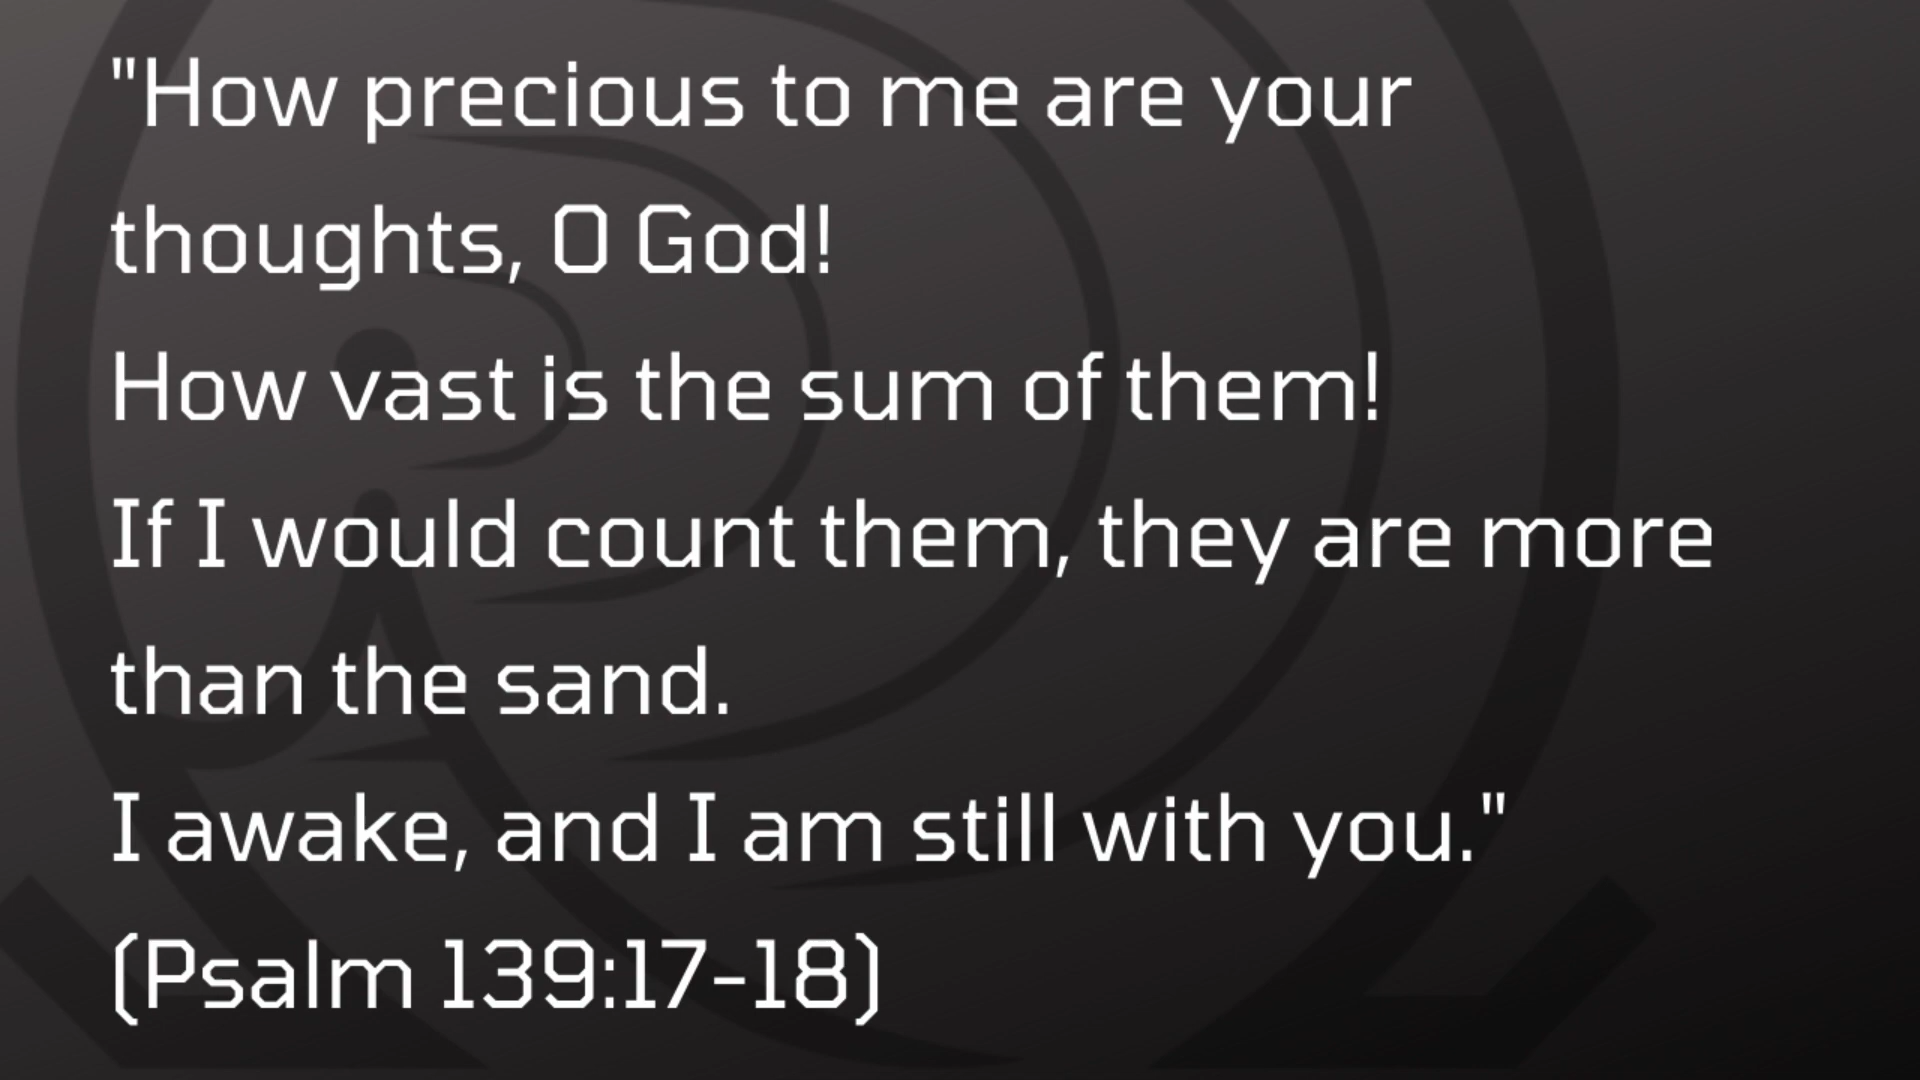 "How precious to me are your
thoughts, O God!
How vast is the sum of them!
If I would count them, they are more
than the sand.
I awake, and I am still with you."
(Psalm 139:17-18)